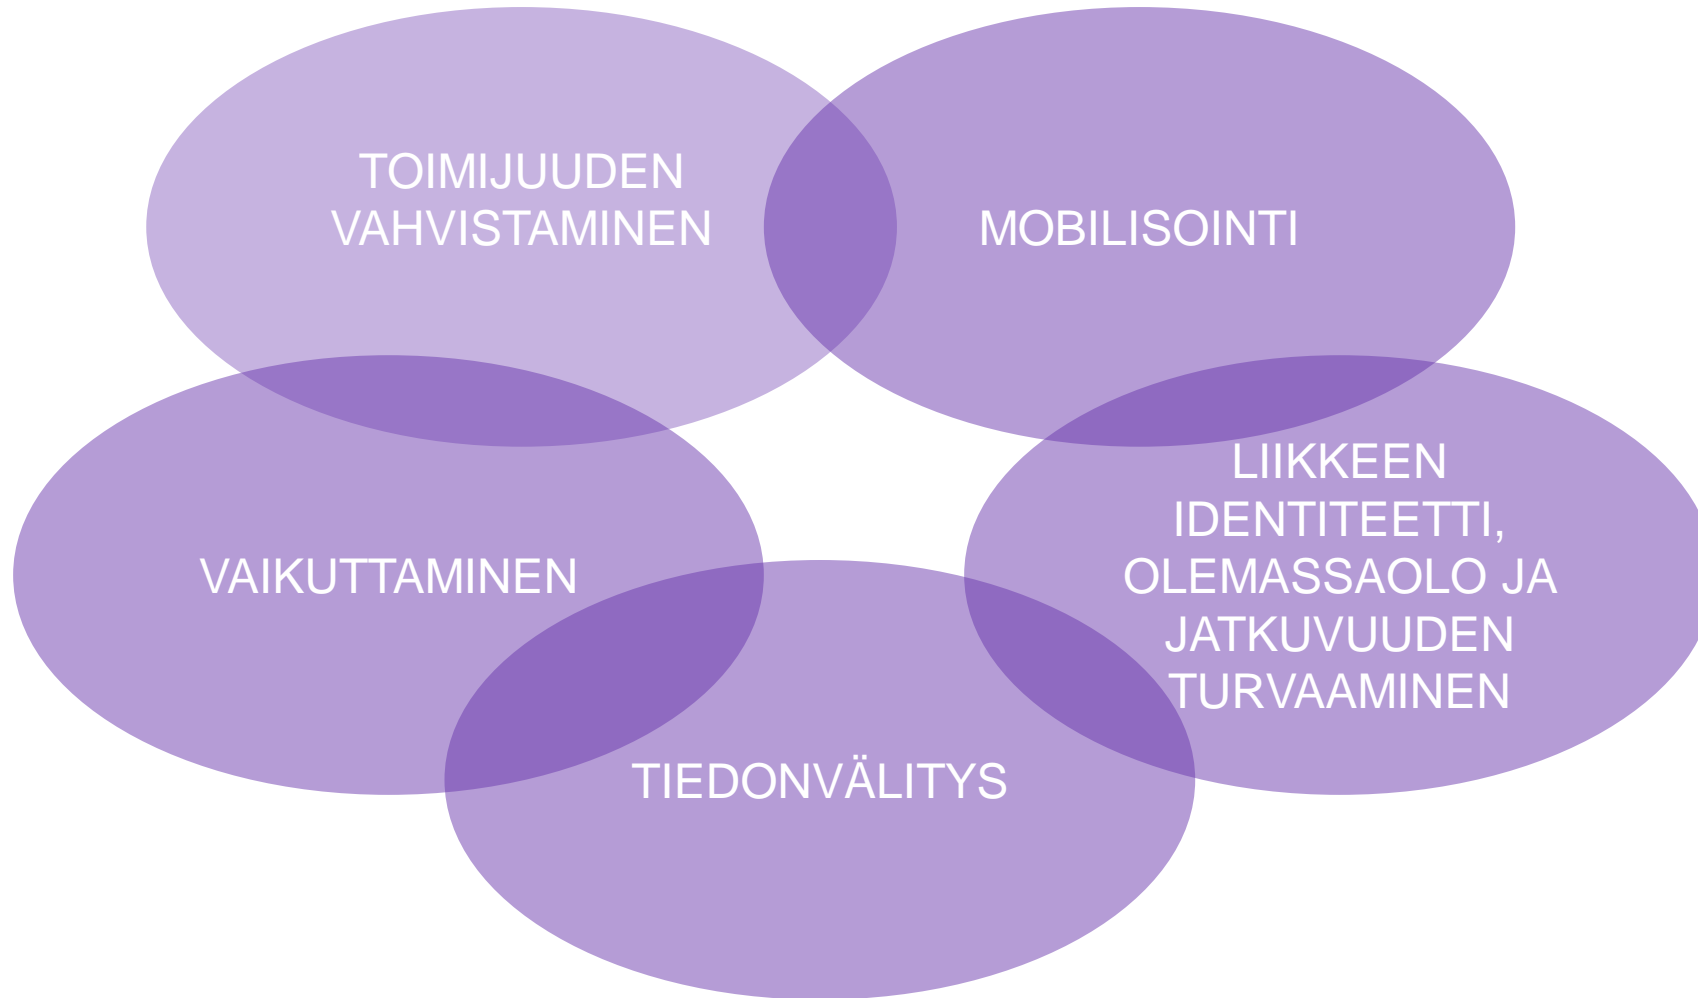 TOIMIJUUDEN
VAHVISTAMINEN
MOBILISOINTI
LIIKKEEN
IDENTITEETTI,
OLEMASSAOLO JA
JATKUVUUDEN
TURVAAMINEN
TIEDONVÄLITYS
VAIKUTTAMINEN